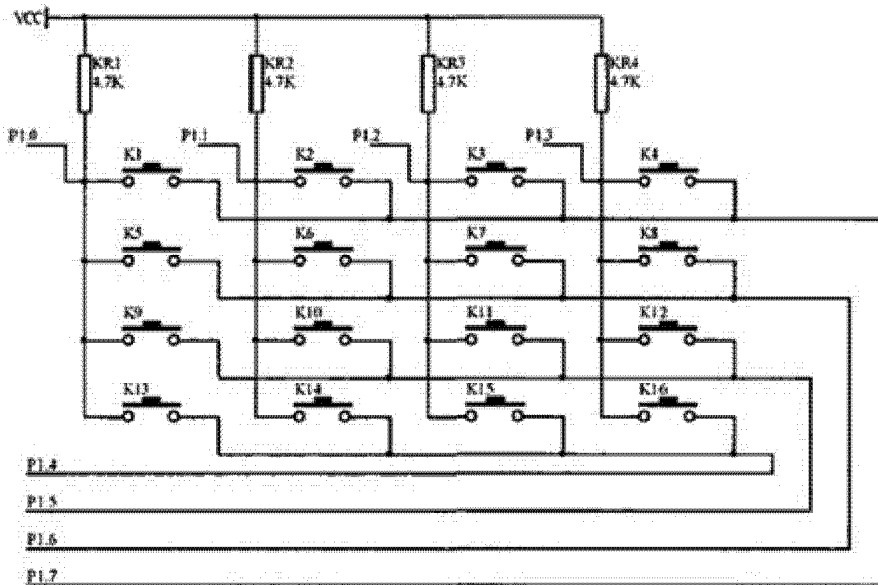 VCC
KR1 KR2 KR3 KR4
4.7K 4.7K 4.7K 4.7K
P1.0 P1.1 P1.2 P1.3
K1 K2 K3 K4
K5 K6 K7 K8
K9 K10 K11 K12
K13 K14 K15 K16
P1.4
P1.5
P1.6
P1.7